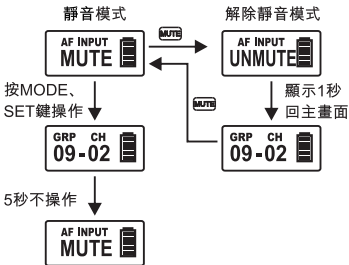 靜音模式
解除靜音模式
AF INPUT
MUTE
MUTE
AF INPUT
UNMUTE
按MODE、
SET鍵操作
MUTE
顯示1秒
回主畫面
GRP CH
09-02
GRP CH
09-02
5秒不操作
AF INPUT
MUTE